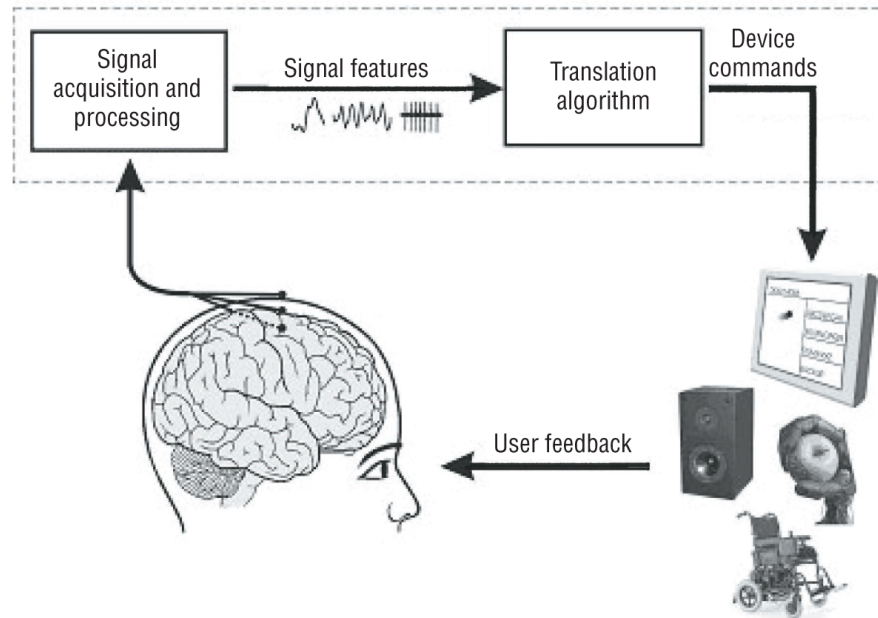 Signal
acquisition and
processing
Signal features
Translation
algorithm
Device
commands
User feedback